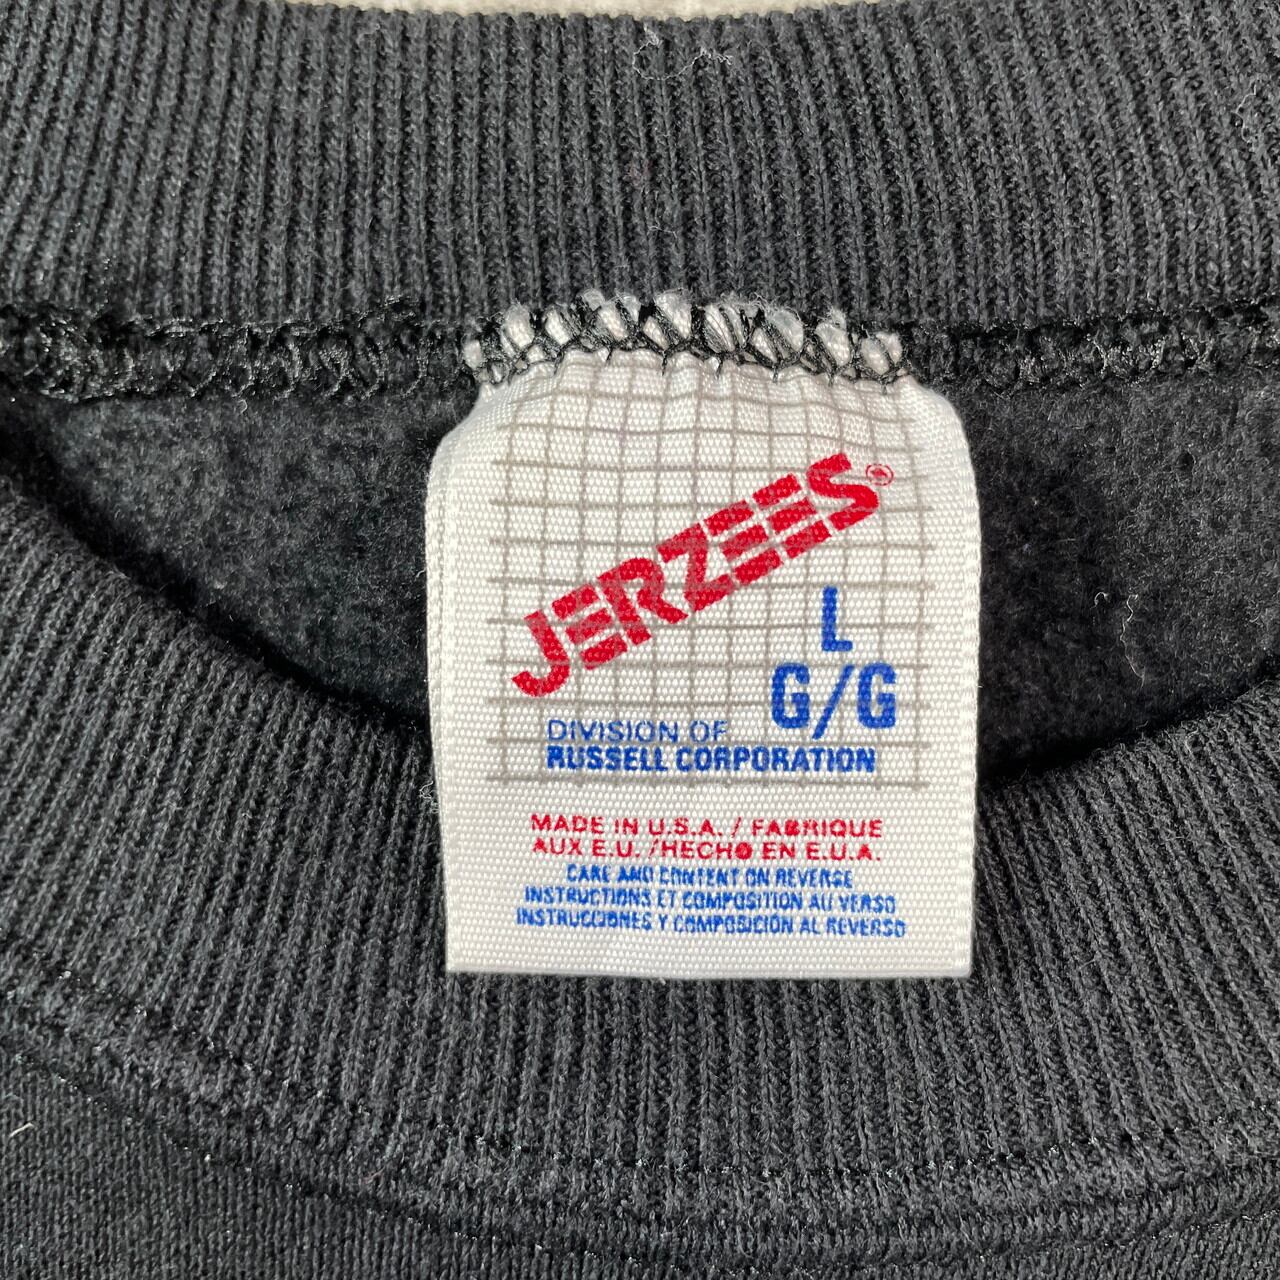 JERZEES®
L
G/G
DIVISION OF
RUSSELL CORPORATION
MADE IN U.S.A. / FABRIQUE
AUX E.U. /HECHO EN E.U.A.
CARE AND CONTENT ON REVERSE
INSTRUCTIONS ET COMPOSITION AU VERSO
INSTRUCCIONES Y COMPOSICIÓN AL REVERSO